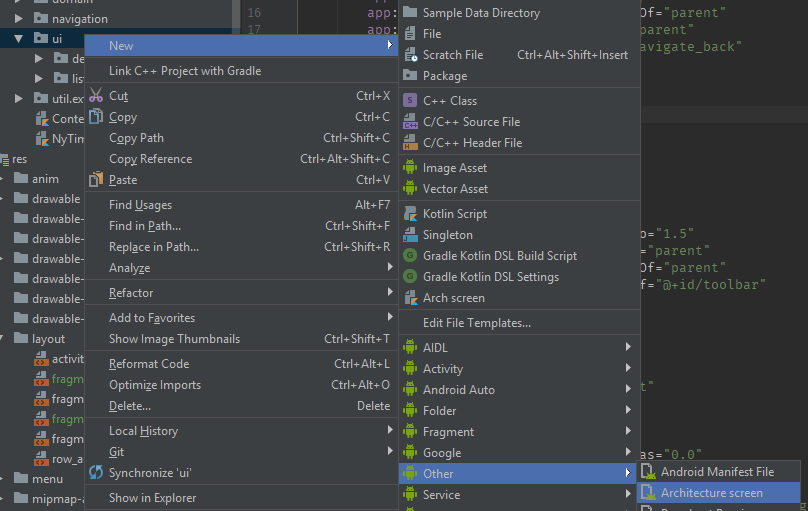 navigation
ui
de
lis
util.ex
Conte
NyTim
res
anim
drawable
drawable-
drawable-
drawable-
drawable-
drawable-
drawable-
layout
activit
fragm
fragm
fragm
fragm
row_a
menu
mipmap-a
16
17
app:
app:
New
Link C++ Project with Gradle
Cut Ctrl+X
Copy Ctrl+C
Copy Path Ctrl+Shift+C
Copy Reference Ctrl+Alt+Shift+C
Paste Ctrl+V
Find Usages Alt+F7
Find in Path... Ctrl+Shift+F
Replace in Path... Ctrl+Shift+R
Analyze
Refactor
Add to Favorites
Show Image Thumbnails Ctrl+Shift+T
Reformat Code Ctrl+Alt+L
Optimize Imports Ctrl+Alt+O
Delete... Delete
Local History
Git
Synchronize 'ui'
Show in Explorer
Sample Data Directory
File
Scratch File Ctrl+Alt+Shift+Insert
Package
C++ Class
C/C++ Source File
C/C++ Header File
Image Asset
Vector Asset
Kotlin Script
Singleton
Gradle Kotlin DSL Build Script
Gradle Kotlin DSL Settings
Arch screen
Edit File Templates...
AIDL
Activity
Android Auto
Folder
Fragment
Google
Other
Service
Android Manifest File
Architecture screen
Of="parent"
parent"
avigate_back"
o="1.5"
="parent"
Of="parent"
f="@+id/toolbar"
t"
as="0.0"